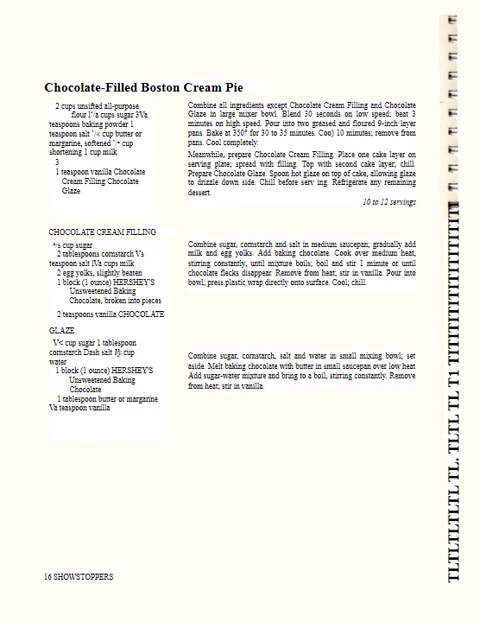 Chocolate-Filled Boston Cream Pie
2 cups unsifted all-purpose
flour l'/a cups sugar 3Va
teaspoons baking powder 1
teaspoon salt '/< cup butter or
margarine, softened '/• cup
shortening 1 cup milk
3
1 teaspoon vanilla Chocolate
Cream Filling Chocolate
Glaze
Combine all ingredients except Chocolate Cream Filling and Chocolate
Glaze in large mixer bowl. Blend 30 seconds on low speed; beat 3
minutes on high speed. Pour into two greased and floured 9-inch layer
pans. Bake at 350° for 30 to 35 minutes. Coo) 10 minutes; remove from
pans. Cool completely.
Meanwhile, prepare Chocolate Cream Filling. Place one cake layer on
serving plate; spread with filling. Top with second cake layer; chill.
Prepare Chocolate Glaze. Spoon hot glaze on top of cake, allowing glaze
to drizzle down side. Chill before serv ing. Refrigerate any remaining
dessert.
10 to 12 servings
CHOCOLATE CREAM FILLING
*/s cup sugar
2 tablespoons cornstarch Vs
teaspoon salt lVa cups milk
2 egg yolks, slightly beaten
1 block (1 ounce) HERSHEY'S
Unsweetened Baking
Chocolate, broken into pieces
2 teaspoons vanilla CHOCOLATE
Combine sugar, cornstarch and salt in medium saucepan; gradually add
milk and egg yolks. Add baking chocolate. Cook over medium heat,
stirring constantly, until mixture boils; boil and stir 1 minute or until
chocolate flecks disappear. Remove from heat; stir in vanilla. Pour into
bowl; press plastic wrap directly onto surface. Cool; chill.
GLAZE
V< cup sugar 1 tablespoon
cornstarch Dash salt Vy cup
water
1 block (1 ounce) HERSHEY'S
Unsweetened Baking
Chocolate
1 tablespoon butter or margarine
Va teaspoon vanilla
Combine sugar, cornstarch, salt and water in small mixing bowl; set
aside. Melt baking chocolate with butter in small saucepan over low heat
Add sugar-water mixture and bring to a boil, stirring constantly. Remove
from heat; stir in vanilla.
16 SHOWSTOPPERS